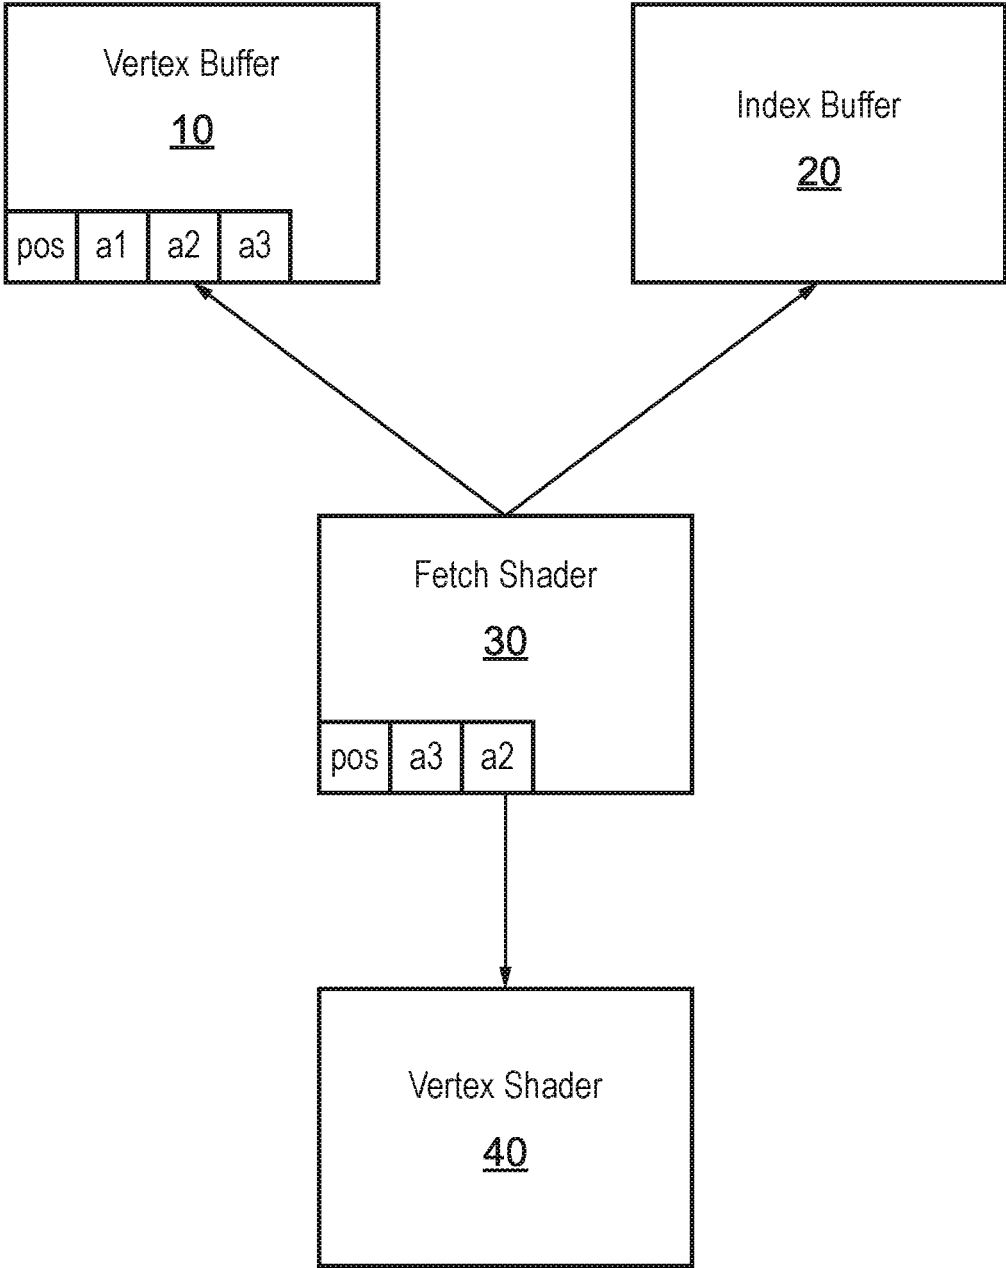 Vertex Buffer
10
pos a1 a2 a3
Index Buffer
20
Fetch Shader
30
pos a3 a2
Vertex Shader
40